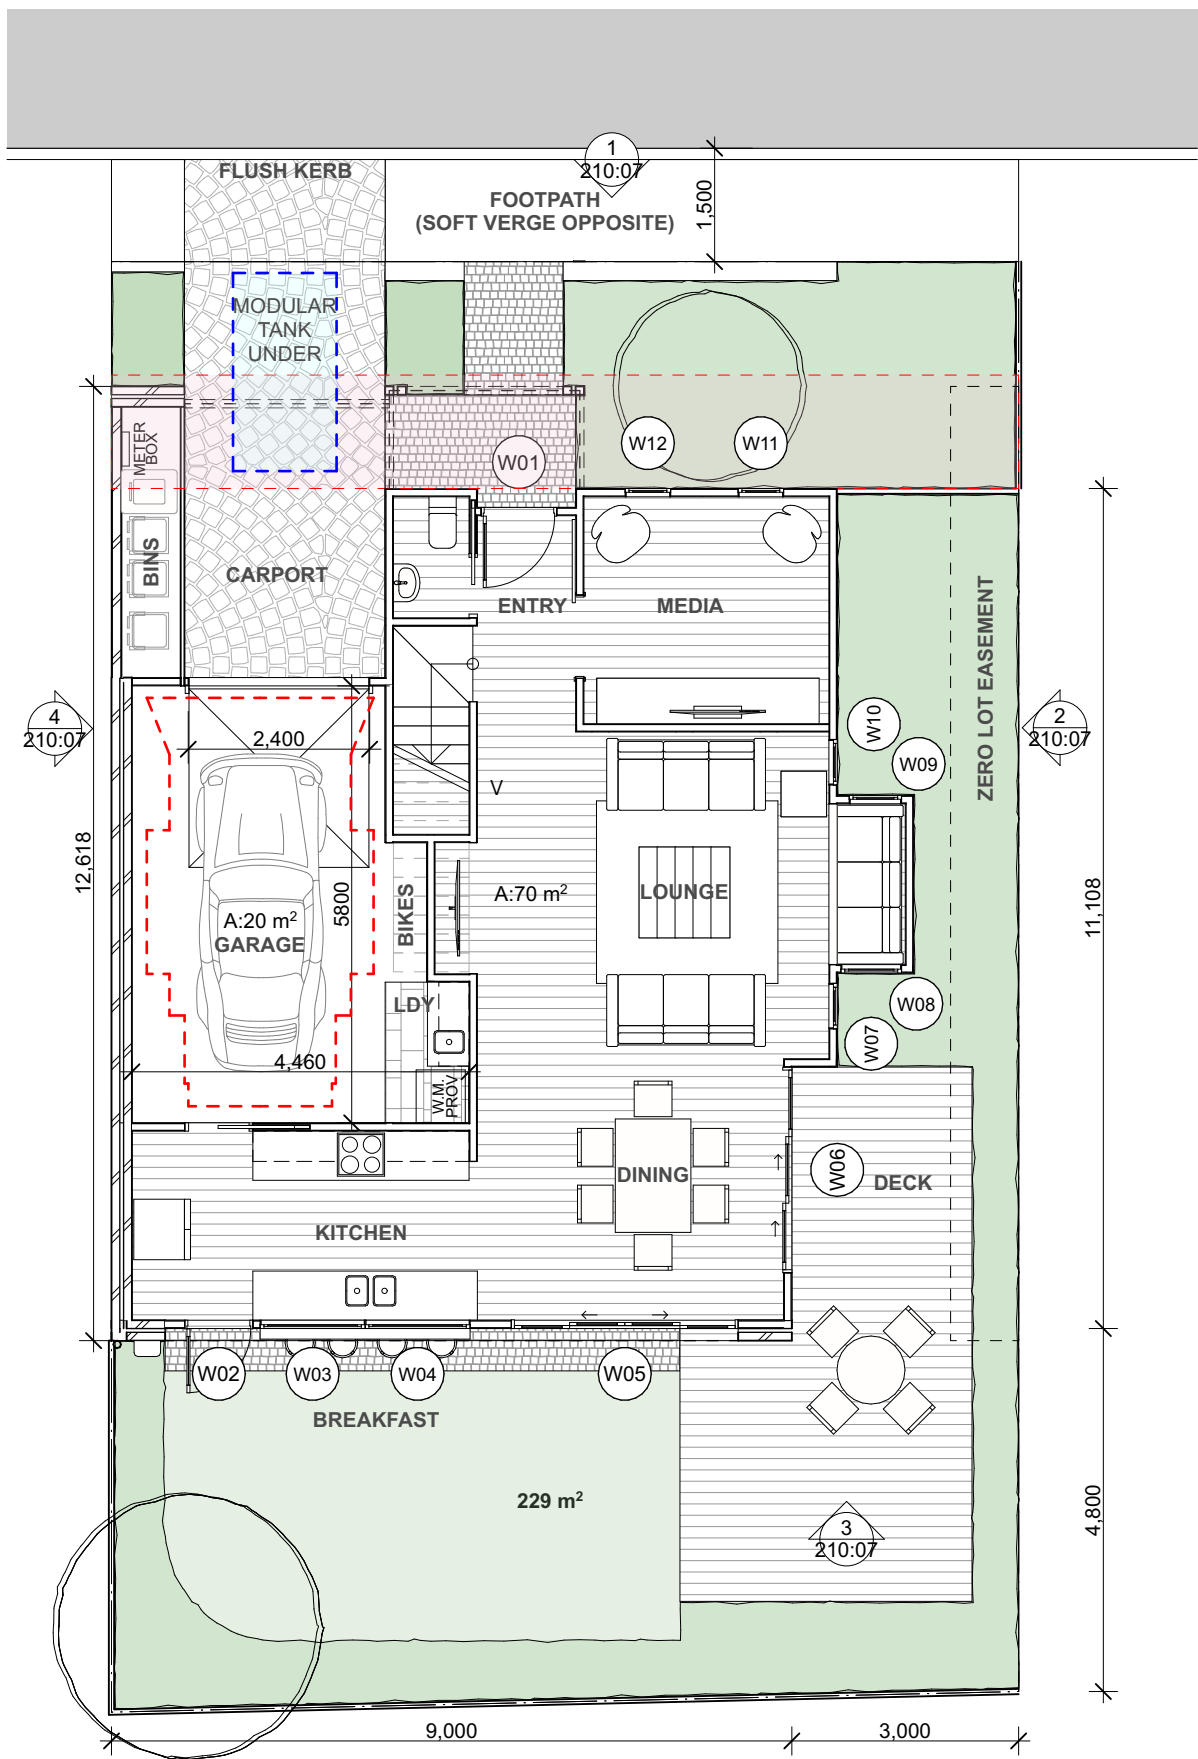 1
210:07
FLUSH KERB
FOOTPATH
(SOFT VERGE OPPOSITE)
1,500
MODULAR
TANK
UNDER
METER
BOX
W01
W12
W11
BINS
CARPORT
ENTRY
MEDIA
ZERO LOT EASEMENT
4
210:07
2
210:07
W10
W09
2,400
V
12,618
5800
A:20 m²
GARAGE
BIKES
A:70 m²
LOUNGE
11,108
LDY
W08
W07
4,460
W.M.
PROV.
W06
DINING
DECK
KITCHEN
W02
W03
W04
W05
BREAKFAST
229 m²
3
210:07
4,800
9,000
3,000